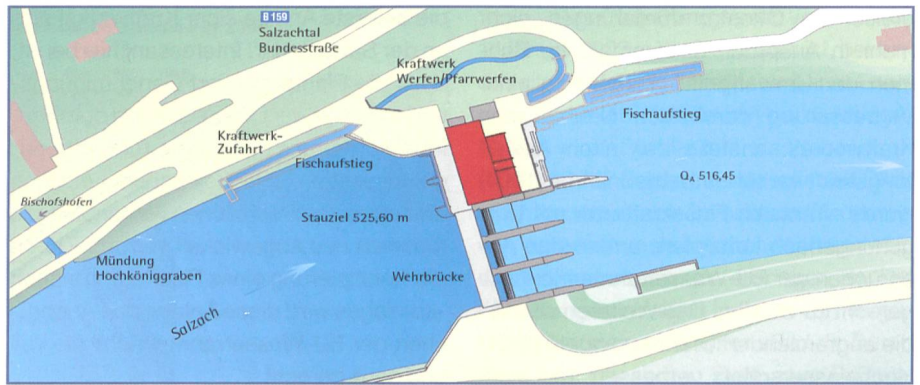 B 159
Salzachtal
Bundesstraße
Kraftwerk
Werfen/Pfarrwerfen
Fischaufstieg
Kraftwerk-
Zufahrt
Fischaufstieg
QA 516,45
Bischofshofen
Stauziel 525,60 m
Mündung
Hochköniggraben
Wehrbrücke
Salzach